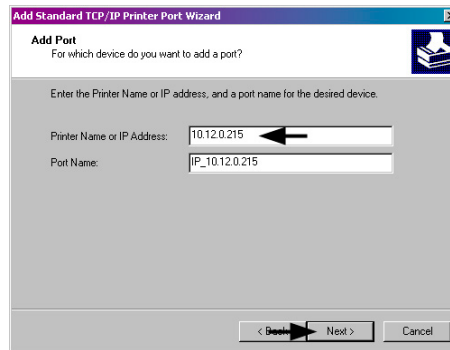 Add Standard TCP/IP Printer Port Wizard
Add Port
For which device do you want to add a port?
Enter the Printer Name or IP address, and a port name for the desired device.
Printer Name or IP Address: 10.12.0.215
Port Name: IP_10.12.0.215
< Next > Cancel